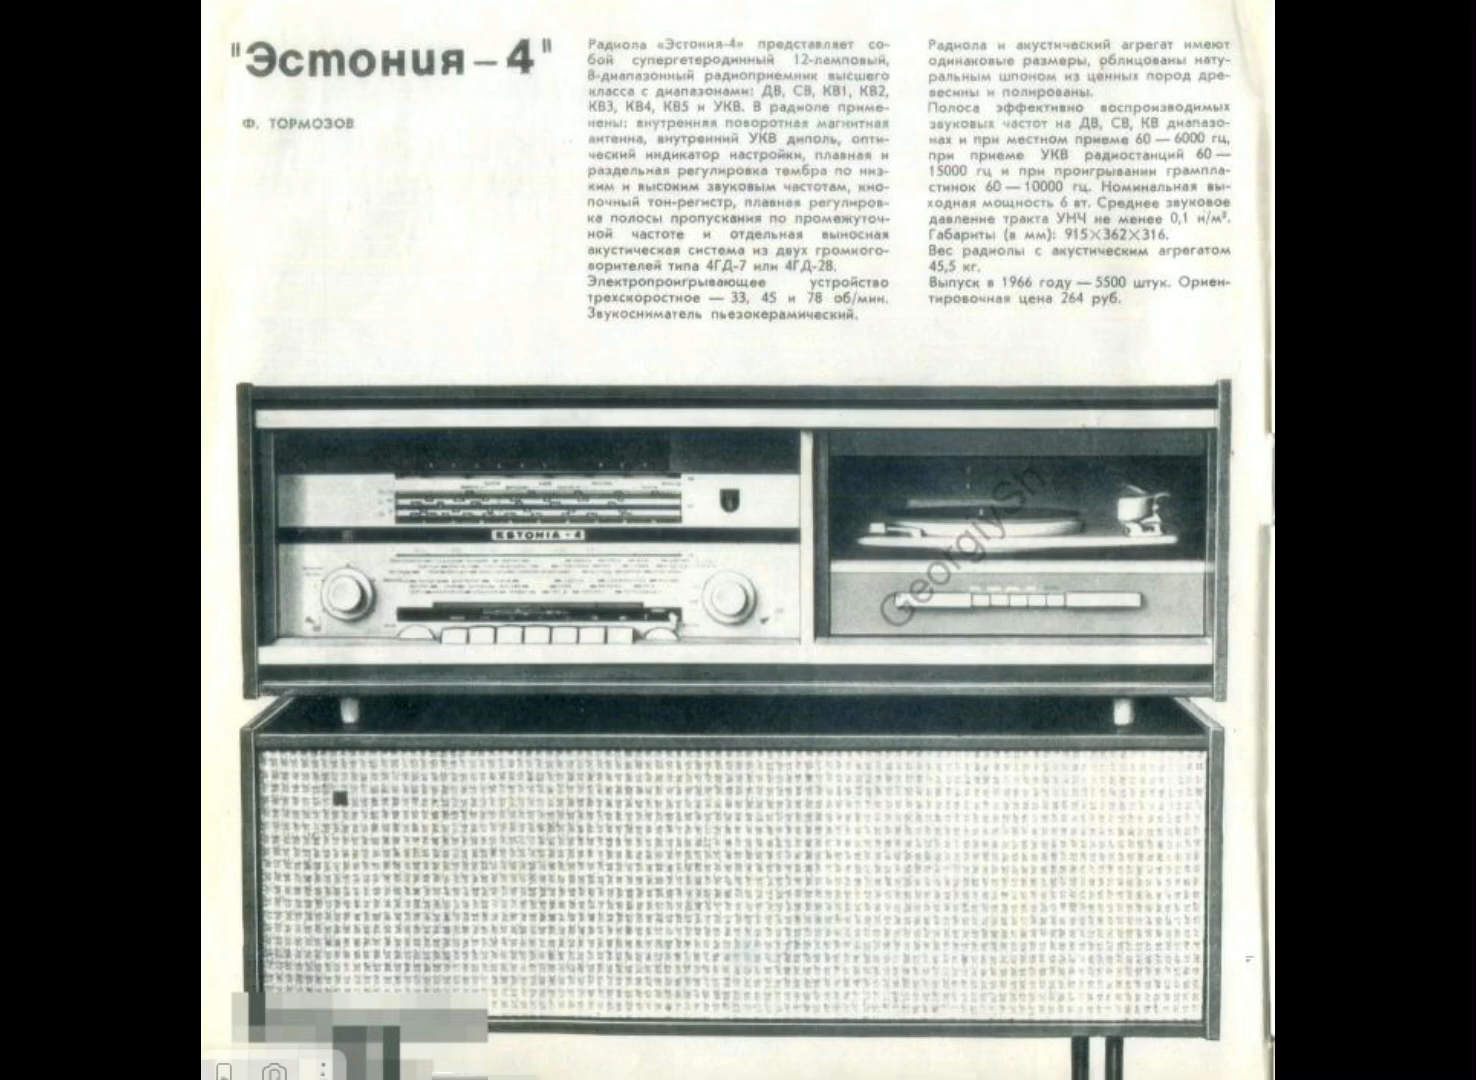 "Эстония-4"
Ф. ТОРМОЗОВ
Радиола «Эстония-4» представляет со-
бой супергетеродинный 12-ламповый,
8-диапазонный радиоприемник высшего
класса с диапазонами: ДВ, СВ, КВ1, КВ2,
КВ3, КВ4, КВ5 и УКВ. В радиоле приме-
нены: внутренняя поворотная магнитная
антенна, внутренний УКВ диполь, опти-
ческий индикатор настройки, плавная и
раздельная регулировка тембра по низ-
ким и высоким звуковым частотам, кно-
почный тон-регистр, плавная регулиров-
ка полосы пропускания по промежуточ-
ной частоте и отдельная выносная
акустическая система из двух громкого-
ворителей типа 4ГД-7 или 4ГД-28.
Электропроигрывающее устройство
трехскоростное — 33, 45 и 78 об/мин.
Звукосниматель пьезокерамический.
Радиола и акустический агрегат имеют
одинаковые размеры, облицованы нату-
ральным шпоном из ценных пород дре-
весины и полированы.
Полоса эффективно воспроизводимых
звуковых частот на ДВ, СВ, КВ диапазо-
нах и при местном приеме 60 — 6000 гц,
при приеме УКВ радиостанций 60 —
15000 гц и при проигрывании грампла-
стинок 60 — 10000 гц. Номинальная вы-
ходная мощность 6 вт. Среднее звуковое
давление тракта УНЧ не менее 0,1 н/м².
Габариты (в мм): 915×362×316.
Вес радиолы с акустическим агрегатом
45,5 кг.
Выпуск в 1966 году — 5500 штук. Ориен-
тировочная цена 264 руб.
ESTONIA-4
GeorgiySh